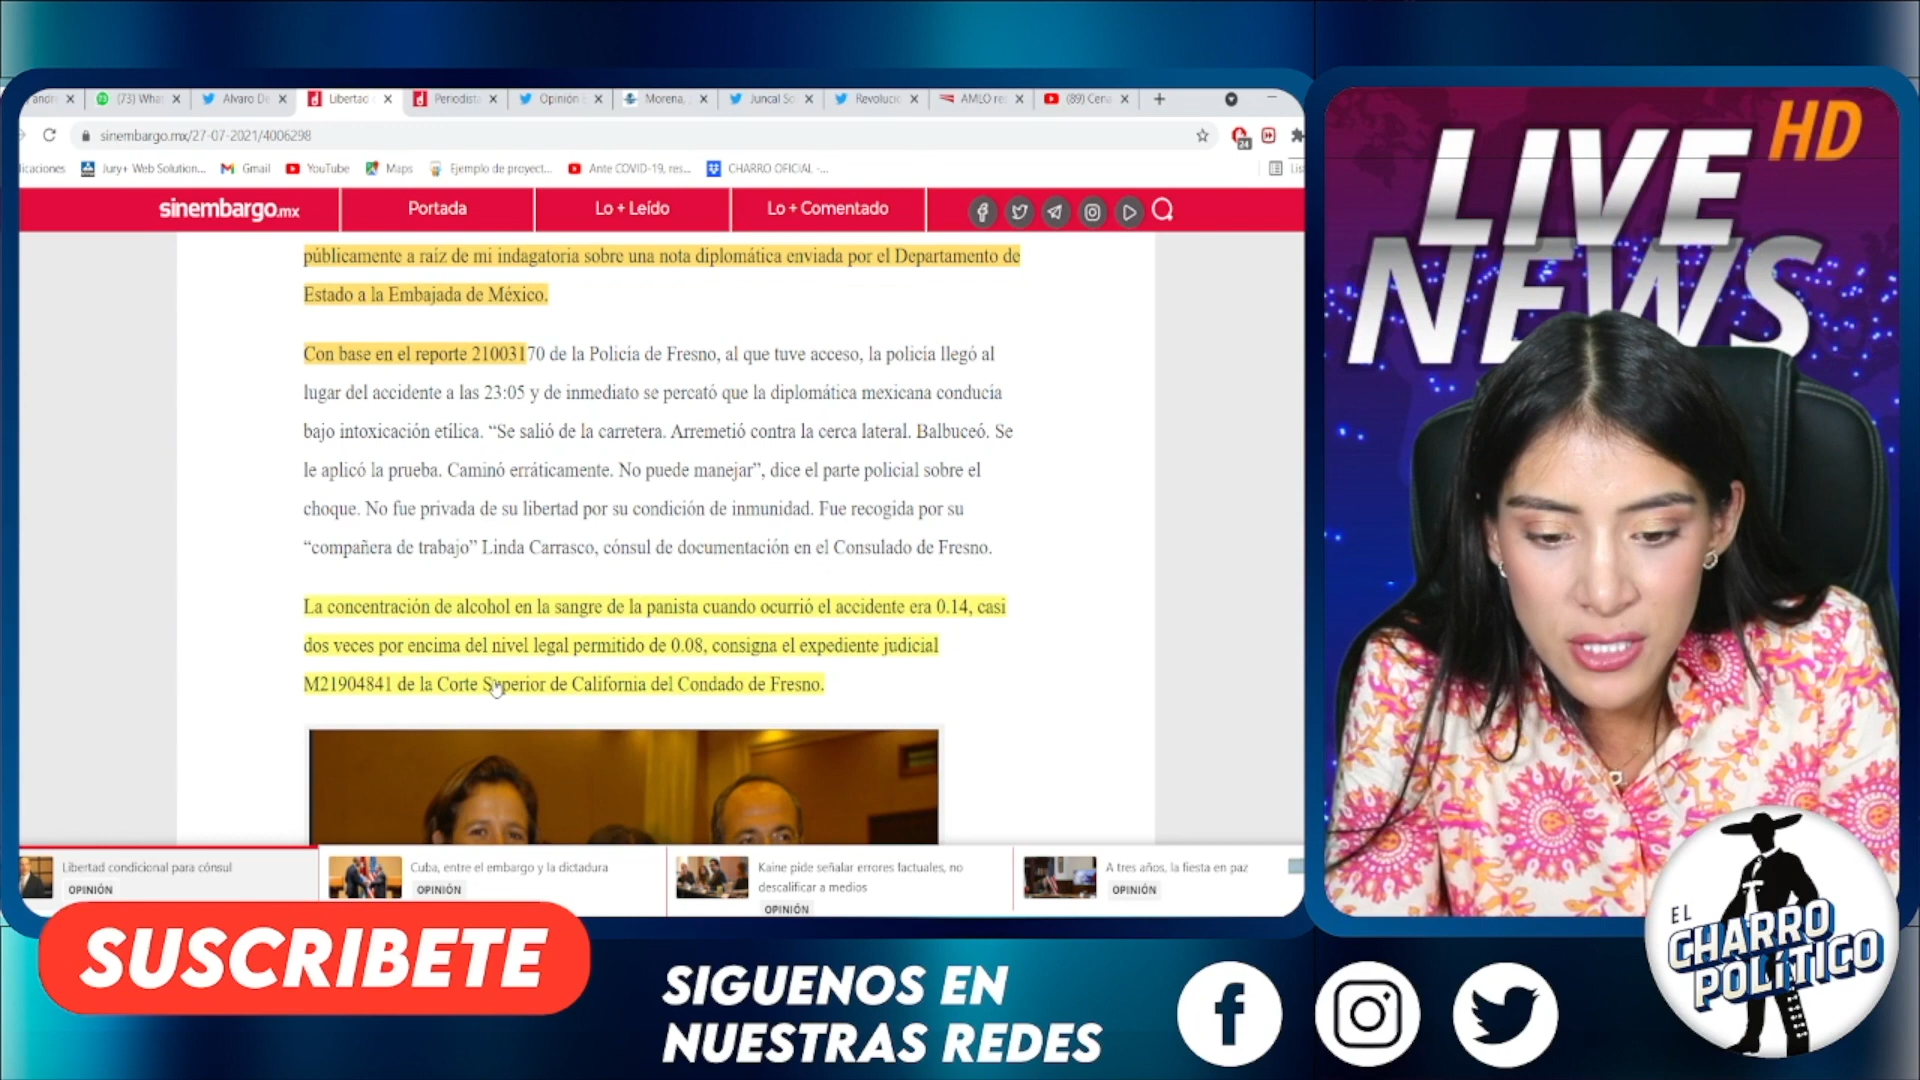 andr
(73) Wha
Alvaro De
Libertad
Periodista
Opinión
Morena,
Juncal So
Revoluci
AMLO re
(89) Cen
sinembargo.mx/27-07-2021/4006298
24
licaciones
Jury+ Web Solution...
Gmail
YouTube
Maps
Ejemplo de proyect...
Ante COVID-19, res...
CHARRO OFICIAL -...
Lis
sinembargo.mx
Portada
Lo + Leído
Lo + Comentado
públicamente a raíz de mi indagatoria sobre una nota diplomática enviada por el Departamento de
Estado a la Embajada de México.
Con base en el reporte 21003170 de la Policía de Fresno, al que tuve acceso, la policía llegó al
lugar del accidente a las 23:05 y de inmediato se percató que la diplomática mexicana conducía
bajo intoxicación etílica. “Se salió de la carretera. Arremetió contra la cerca lateral. Balbuceó. Se
le aplicó la prueba. Caminó erráticamente. No puede manejar”, dice el parte policial sobre el
choque. No fue privada de su libertad por su condición de inmunidad. Fue recogida por su
“compañera de trabajo” Linda Carrasco, cónsul de documentación en el Consulado de Fresno.
La concentración de alcohol en la sangre de la panista cuando ocurrió el accidente era 0.14, casi
dos veces por encima del nivel legal permitido de 0.08, consigna el expediente judicial
M21904841 de la Corte Superior de California del Condado de Fresno.
Libertad condicional para cónsul
OPINIÓN
Cuba, entre el embargo y la dictadura
OPINIÓN
Kaine pide señalar errores factuales, no
descalificar a medios
OPINIÓN
A tres años, la fiesta en paz
OPINIÓN
LIVE
HD
NEWS
SUSCRIBETE
SIGUENOS EN
NUESTRAS REDES
EL
CHARRO
POLÍTICO